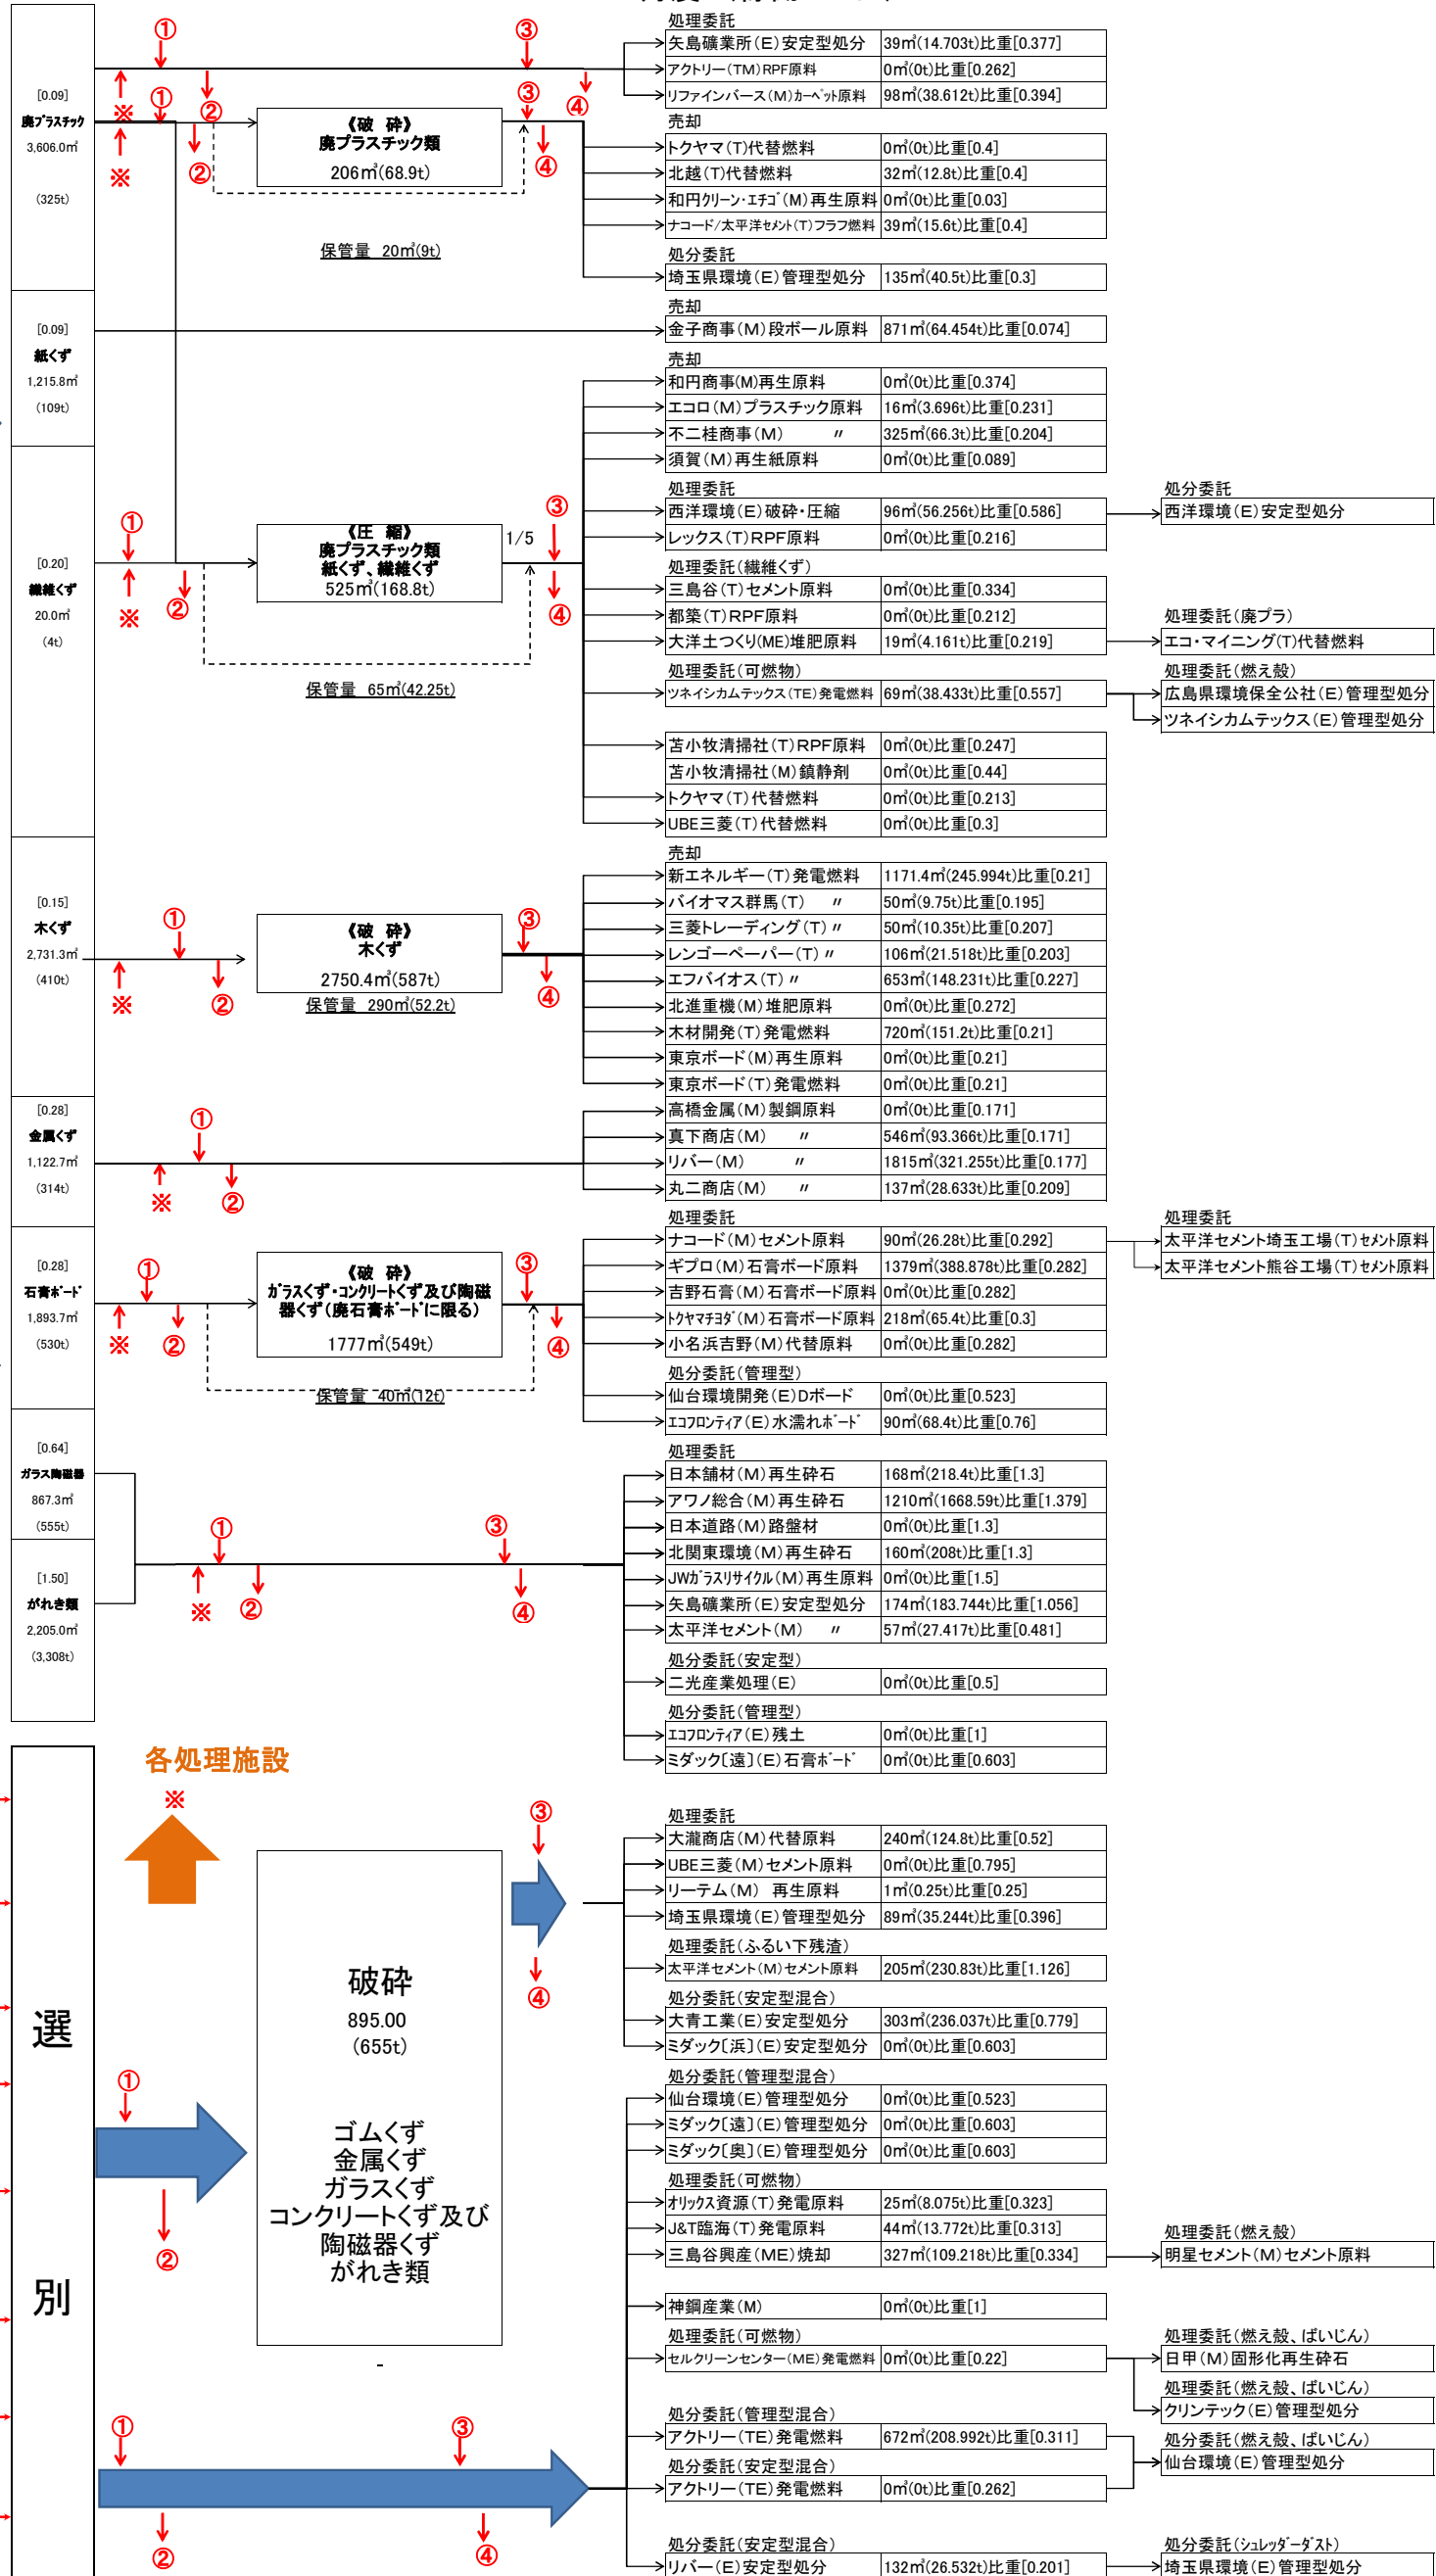 処理委託
矢島礦業所(E)安定型処分 39㎥(14.703t)比重[0.377]
アクトリー(TM)RPF原料 0㎥(0t)比重[0.262]
リファインバース(M)カーペット原料 98㎥(38.612t)比重[0.394]
売却
トクヤマ(T)代替燃料 0㎥(0t)比重[0.4]
北越(T)代替燃料 32㎥(12.8t)比重[0.4]
和円クリーン・エチゴ(M)再生原料 0㎥(0t)比重[0.03]
ナコード/太平洋セメント(T)フラフ燃料 39㎥(15.6t)比重[0.4]
処分委託
埼玉県環境(E)管理型処分 135㎥(40.5t)比重[0.3]
[0.09]
廃プラスチック
3,606.0㎥
(325t)
① ③
※ ① ② ③ ④
※ ② ④
《破 砕》
廃プラスチック類
206㎥(68.9t)
保管量 20㎥(9t)
売却
金子商事(M)段ボール原料 871㎥(64.454t)比重[0.074]
[0.09]
紙くず
1,215.8㎥
(109t)
売却
和円商事(M)再生原料 0㎥(0t)比重[0.374]
エコロ(M)プラスチック原料 16㎥(3.696t)比重[0.231]
不二桂商事(M) 〃 325㎥(66.3t)比重[0.204]
須賀(M)再生紙原料 0㎥(0t)比重[0.089]
処理委託
西洋環境(E)破砕・圧縮 96㎥(56.256t)比重[0.586]
レックス(T)RPF原料 0㎥(0t)比重[0.216]
処分委託
西洋環境(E)安定型処分
処理委託(繊維くず)
三島谷(T)セメント原料 0㎥(0t)比重[0.334]
都築(T)RPF原料 0㎥(0t)比重[0.212]
大洋土つくり(ME)堆肥原料 19㎥(4.161t)比重[0.219]
処理委託(廃プラ)
エコ・マイニング(T)代替燃料
処理委託(可燃物)
ツネイシカムテックス(TE)発電燃料 69㎥(38.433t)比重[0.557]
処理委託(燃え殻)
広島県環境保全公社(E)管理型処分
ツネイシカムテックス(E)管理型処分
苫小牧清掃社(T)RPF原料 0㎥(0t)比重[0.247]
苫小牧清掃社(M)鎮静剤 0㎥(0t)比重[0.44]
トクヤマ(T)代替燃料 0㎥(0t)比重[0.213]
UBE三菱(T)代替燃料 0㎥(0t)比重[0.3]
[0.20]
繊維くず
20.0㎥
(4t)
① ③
※ ② ④
《圧 縮》
廃プラスチック類
紙くず、繊維くず
525㎥(168.8t)
1/5
保管量 65㎥(42.25t)
売却
新エネルギー(T)発電燃料 1171.4㎥(245.994t)比重[0.21]
バイオマス群馬(T) 〃 50㎥(9.75t)比重[0.195]
三菱トレーディング(T)〃 50㎥(10.35t)比重[0.207]
レンゴーペーパー(T)〃 106㎥(21.518t)比重[0.203]
エフバイオス(T)〃 653㎥(148.231t)比重[0.227]
北進重機(M)堆肥原料 0㎥(0t)比重[0.272]
木材開発(T)発電燃料 720㎥(151.2t)比重[0.21]
東京ボード(M)再生原料 0㎥(0t)比重[0.21]
東京ボード(T)発電燃料 0㎥(0t)比重[0.21]
[0.15]
木くず
2,731.3㎥
(410t)
① ③
※ ② ④
《破 砕》
木くず
2750.4㎥(587t)
保管量 290㎥(52.2t)
高橋金属(M)製鋼原料 0㎥(0t)比重[0.171]
真下商店(M) 〃 546㎥(93.366t)比重[0.171]
リバー(M) 〃 1815㎥(321.255t)比重[0.177]
丸二商店(M) 〃 137㎥(28.633t)比重[0.209]
[0.28]
金属くず
1,122.7㎥
(314t)
①
※ ②
処理委託
ナコード(M)セメント原料 90㎥(26.28t)比重[0.292]
ギプロ(M)石膏ボード原料 1379㎥(388.878t)比重[0.282]
吉野石膏(M)石膏ボード原料 0㎥(0t)比重[0.282]
トクヤマチヨダ(M)石膏ボード原料 218㎥(65.4t)比重[0.3]
小名浜吉野(M)代替原料 0㎥(0t)比重[0.282]
処理委託
太平洋セメント埼玉工場(T)セメント原料
太平洋セメント熊谷工場(T)セメント原料
処分委託(管理型)
仙台環境開発(E)Dボード 0㎥(0t)比重[0.523]
エコフロンティア(E)水濡れボード 90㎥(68.4t)比重[0.76]
[0.28]
石膏ボード
1,893.7㎥
(530t)
① ③
※ ② ④
《破 砕》
ガラスくず・コンクリートくず及び陶磁
器くず(廃石膏ボードに限る)
1777㎥(549t)
保管量 40㎥(12t)
処理委託
日本舗材(M)再生砕石 168㎥(218.4t)比重[1.3]
アワノ総合(M)再生砕石 1210㎥(1668.59t)比重[1.379]
日本道路(M)路盤材 0㎥(0t)比重[1.3]
北関東環境(M)再生砕石 160㎥(208t)比重[1.3]
JWガラスリサイクル(M)再生原料 0㎥(0t)比重[1.5]
矢島礦業所(E)安定型処分 174㎥(183.744t)比重[1.056]
太平洋セメント(M) 〃 57㎥(27.417t)比重[0.481]
処分委託(安定型)
二光産業処理(E) 0㎥(0t)比重[0.5]
処分委託(管理型)
エコフロンティア(E)残土 0㎥(0t)比重[1]
ミダック〔遠〕(E)石膏ボード 0㎥(0t)比重[0.603]
[0.64]
ガラス陶磁器
867.3㎥
(555t)
[1.50]
がれき類
2,205.0㎥
(3,308t)
① ③
※ ② ④
各処理施設
※
選別
① ③
② ④
破砕
895.00
(655t)
ゴムくず
金属くず
ガラスくず
コンクリートくず及び
陶磁器くず
がれき類
-
処理委託
大瀧商店(M)代替原料 240㎥(124.8t)比重[0.52]
UBE三菱(M)セメント原料 0㎥(0t)比重[0.795]
リーテム(M) 再生原料 1㎥(0.25t)比重[0.25]
埼玉県環境(E)管理型処分 89㎥(35.244t)比重[0.396]
処理委託(ふるい下残渣)
太平洋セメント(M)セメント原料 205㎥(230.83t)比重[1.126]
処分委託(安定型混合)
大青工業(E)安定型処分 303㎥(236.037t)比重[0.779]
ミダック〔浜〕(E)安定型処分 0㎥(0t)比重[0.603]
処分委託(管理型混合)
仙台環境(E)管理型処分 0㎥(0t)比重[0.523]
ミダック〔遠〕(E)管理型処分 0㎥(0t)比重[0.603]
ミダック〔奥〕(E)管理型処分 0㎥(0t)比重[0.603]
処理委託(可燃物)
オリックス資源(T)発電原料 25㎥(8.075t)比重[0.323]
J&T臨海(T)発電原料 44㎥(13.772t)比重[0.313]
三島谷興産(ME)焼却 327㎥(109.218t)比重[0.334]
処理委託(燃え殻)
明星セメント(M)セメント原料
神鋼産業(M) 0㎥(0t)比重[1]
処理委託(可燃物)
セルクリーンセンター(ME)発電燃料 0㎥(0t)比重[0.22]
処理委託(燃え殻、ばいじん)
日甲(M)固形化再生砕石
処理委託(燃え殻、ばいじん)
クリンテック(E)管理型処分
① ③
② ④
処分委託(管理型混合)
アクトリー(TE)発電燃料 672㎥(208.992t)比重[0.311]
処分委託(安定型混合)
アクトリー(TE)発電燃料 0㎥(0t)比重[0.262]
処分委託(燃え殻、ばいじん)
仙台環境(E)管理型処分
処分委託(安定型混合)
リバー(E)安定型処分 132㎥(26.532t)比重[0.201]
処分委託(シュレッダーダスト)
埼玉県環境(E)管理型処分